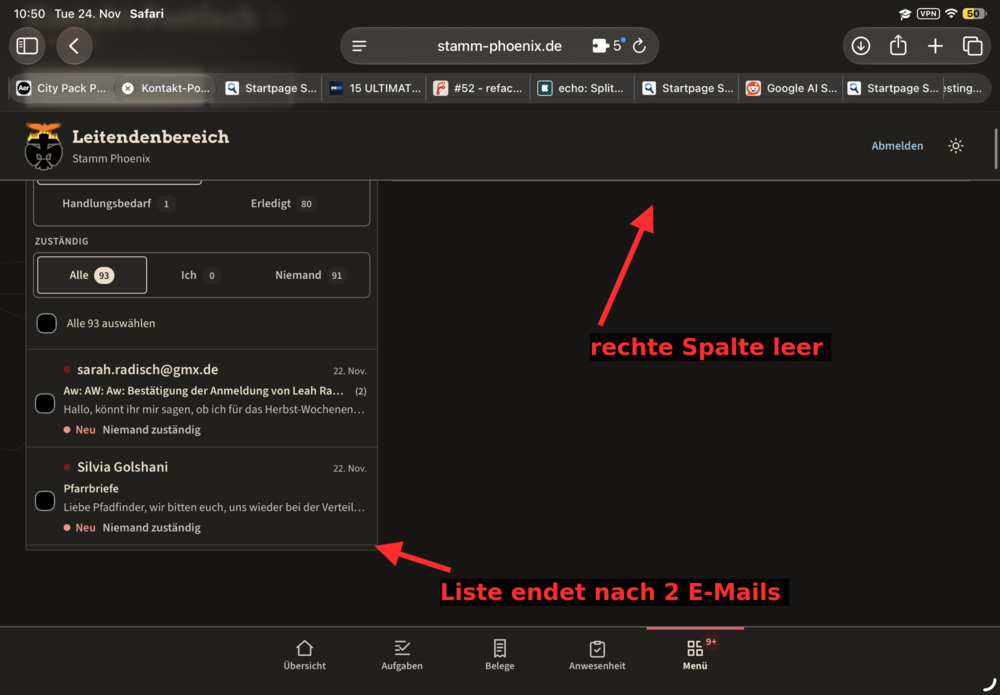 10:50 Tue 24. Nov Safari
VPN 50
stamm-phoenix.de 5
City Pack P... Kontakt-Po... Startpage S... 15 ULTIMAT... #52 - refac... echo: Split... Startpage S... Google AI S... Startpage S... esting...
Leitendenbereich
Stamm Phoenix
Abmelden
Handlungsbedarf 1 Erledigt 80
ZUSTÄNDIG
Alle 93 Ich 0 Niemand 91
Alle 93 auswählen
sarah.radisch@gmx.de 22. Nov.
Aw: AW: Aw: Bestätigung der Anmeldung von Leah Ra... (2)
Hallo, könnt ihr mir sagen, ob ich für das Herbst-Wochenen...
Neu Niemand zuständig
Silvia Golshani 22. Nov.
Pfarrbriefe
Liebe Pfadfinder, wir bitten euch, uns wieder bei der Verteil...
Neu Niemand zuständig
rechte Spalte leer
Liste endet nach 2 E-Mails
Übersicht Aufgaben Belege Anwesenheit Menü 9+